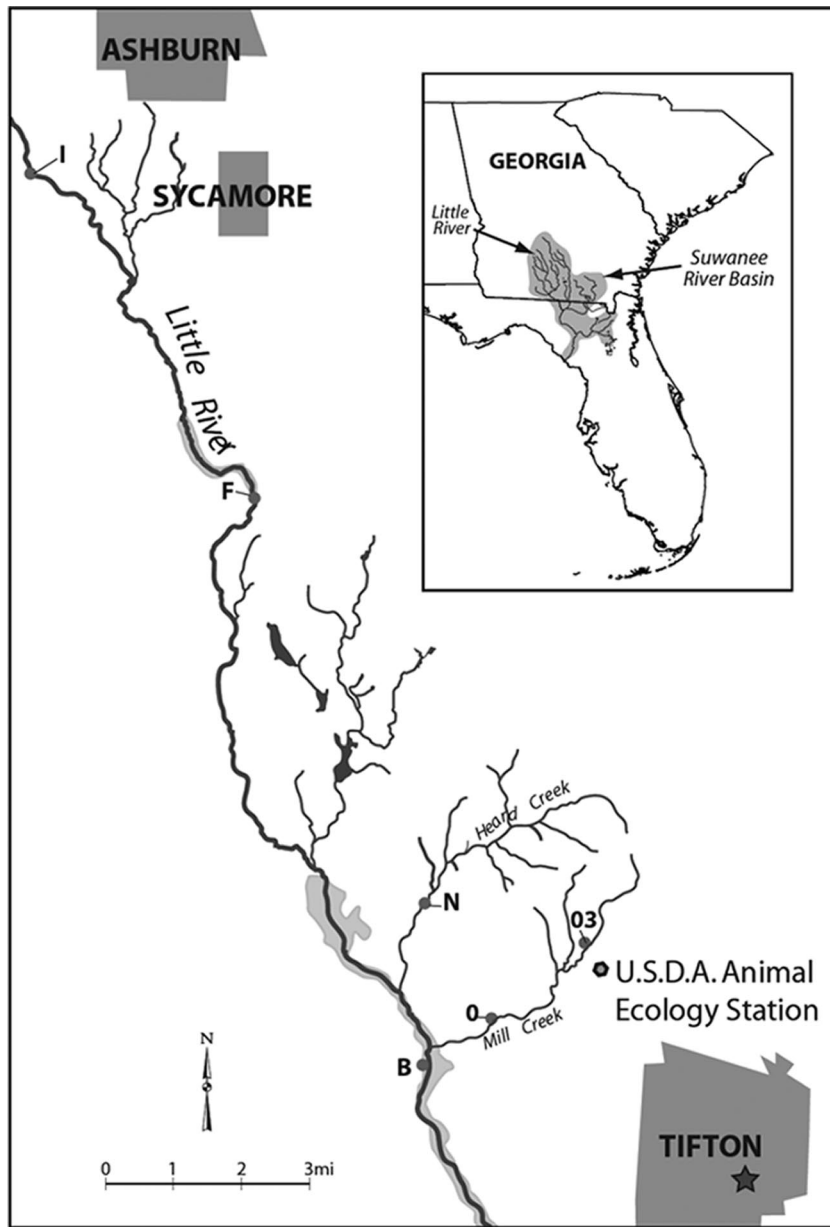 ASHBURN
I
SYCAMORE
GEORGIA
Little
River
Suwanee
River Basin
Little River
F
Heard Creek
N
03
U.S.D.A. Animal
Ecology Station
0
Mill Creek
B
N
TIFTON
0 1 2 3mi